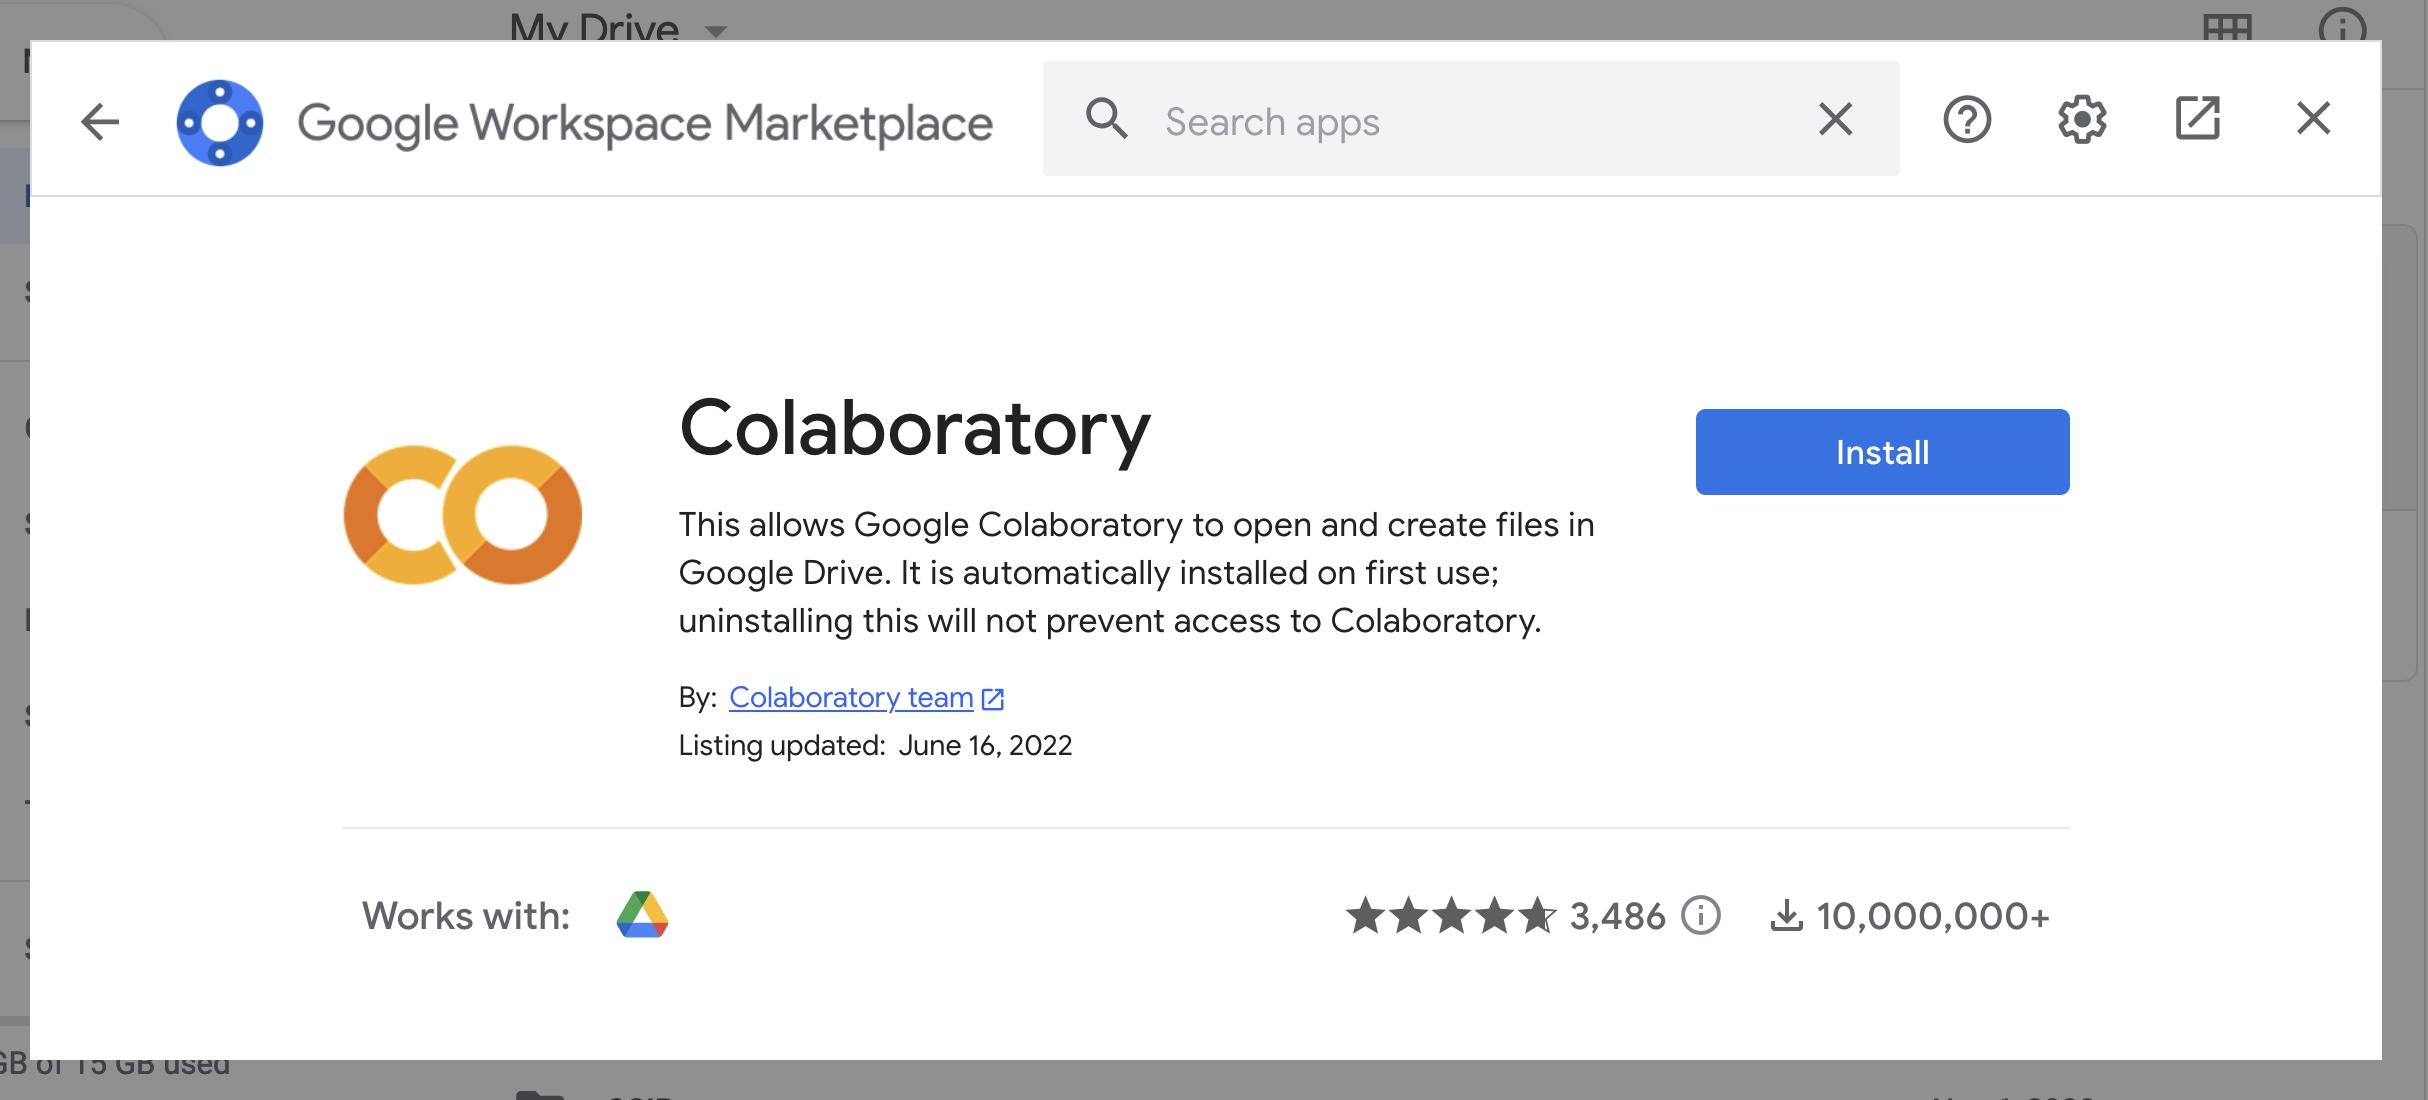 My Drive
Google Workspace Marketplace
Search apps
Colaboratory
Install
This allows Google Colaboratory to open and create files in
Google Drive. It is automatically installed on first use;
uninstalling this will not prevent access to Colaboratory.
By: Colaboratory team
Listing updated: June 16, 2022
Works with:
3,486
10,000,000+
GB of 15 GB used